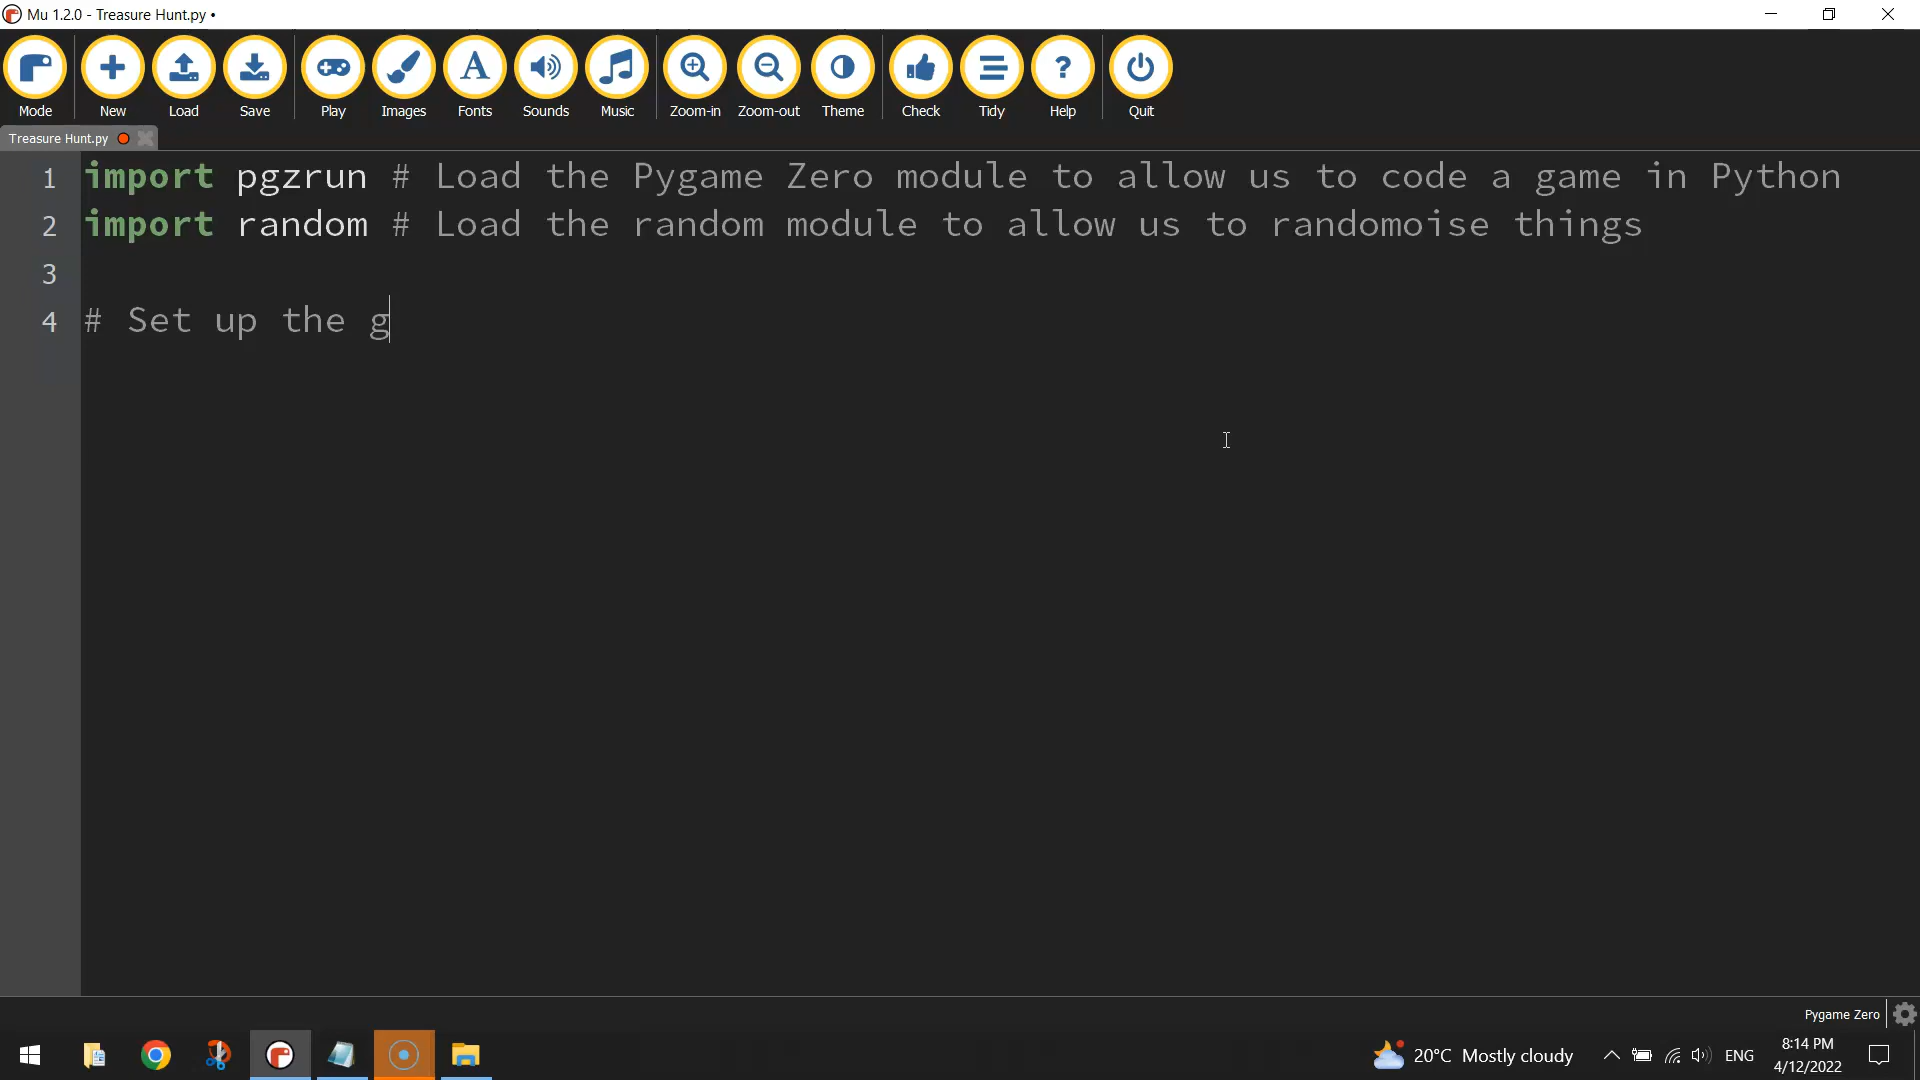 Mu 1.2.0 - Treasure Hunt.py •
Mode New Load Save Play Images Fonts Sounds Music Zoom-in Zoom-out Theme Check Tidy Help Quit
Treasure Hunt.py
1 import pgzrun # Load the Pygame Zero module to allow us to code a game in Python
2 import random # Load the random module to allow us to randomoise things
3
4 # Set up the g
Pygame Zero
20°C Mostly cloudy ENG 8:14 PM
4/12/2022